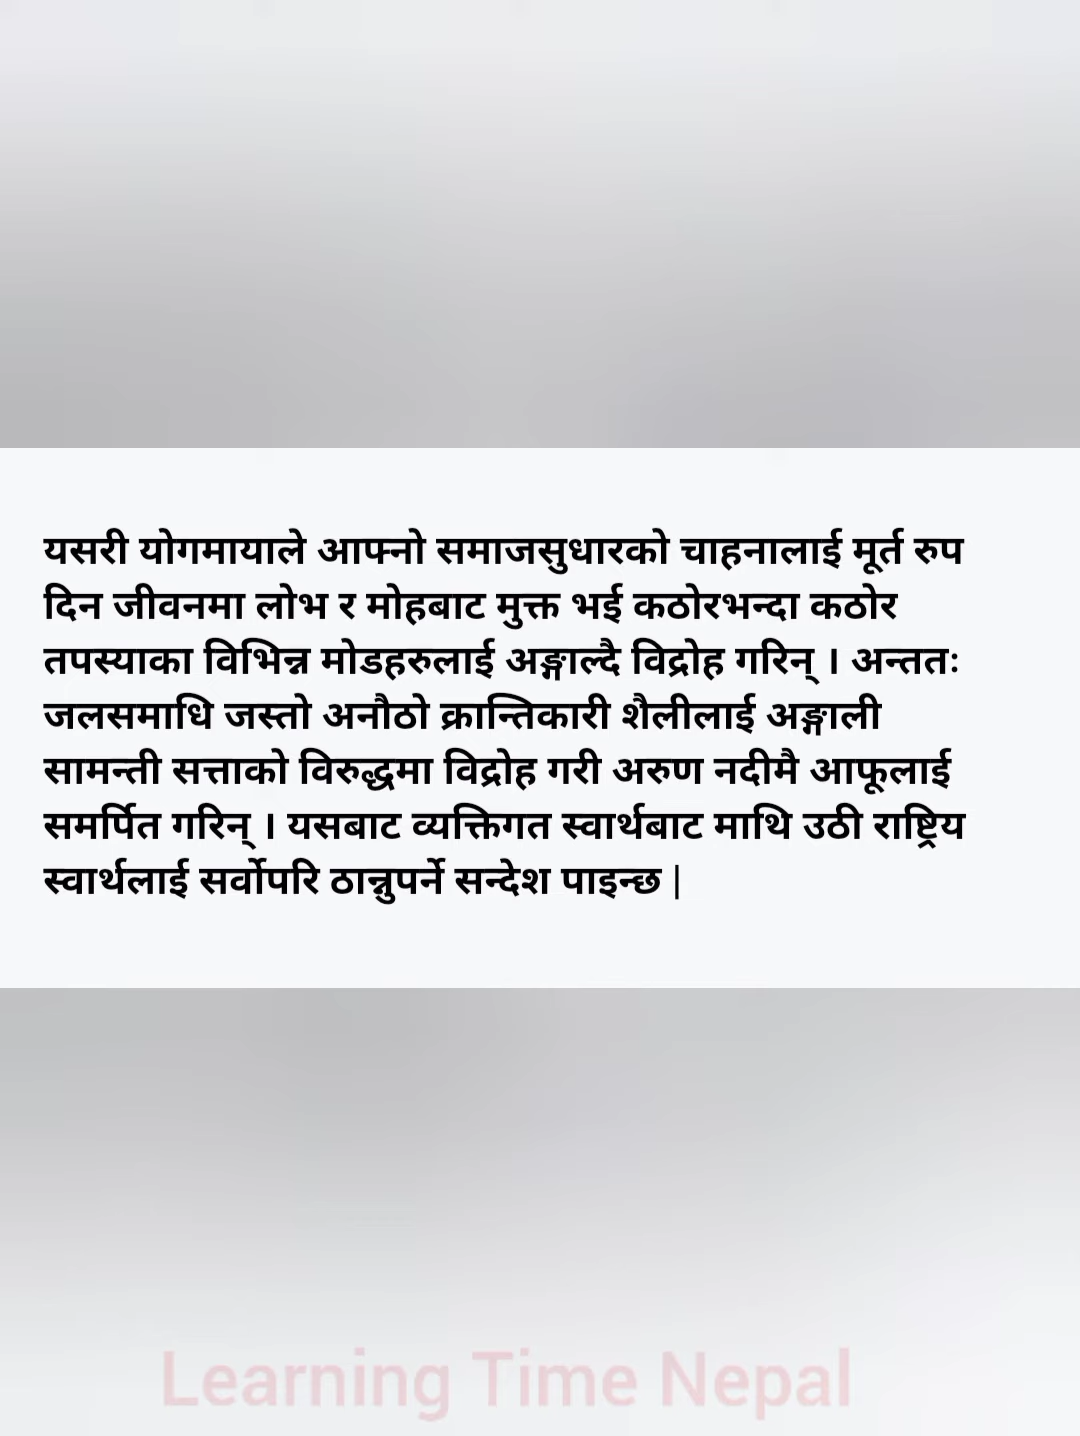 यसरी योगमायाले आफ्नो समाजसुधारको चाहनालाई मूर्त रुप
दिन जीवनमा लोभ र मोहबाट मुक्त भई कठोरभन्दा कठोर
तपस्याका विभिन्न मोडहरुलाई अङ्गाल्दै विद्रोह गरिन् । अन्ततः
जलसमाधि जस्तो अनौठो क्रान्तिकारी शैलीलाई अङ्गाली
सामन्ती सत्ताको विरुद्धमा विद्रोह गरी अरुण नदीमै आफूलाई
समर्पित गरिन् । यसबाट व्यक्तिगत स्वार्थबाट माथि उठी राष्ट्रिय
स्वार्थलाई सर्वोपरि ठान्नुपर्ने सन्देश पाइन्छ |
Learning Time Nepal